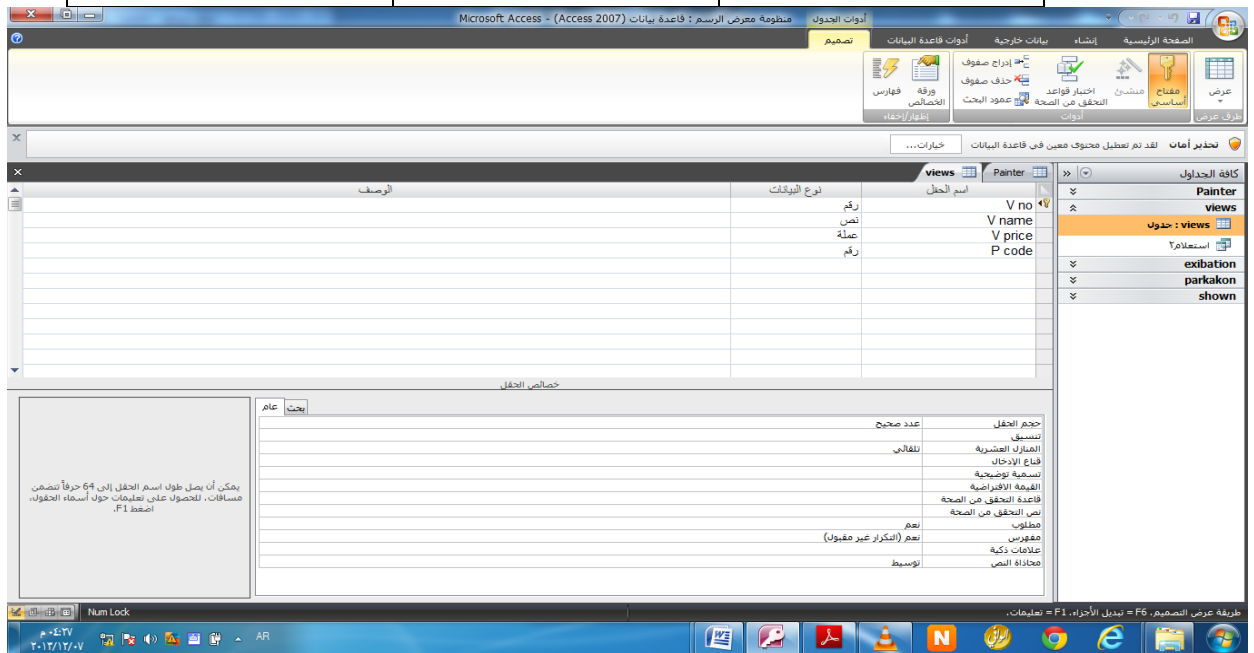 أدوات الجدول منظومة معرض الرسم : قاعدة بيانات (Access 2007) - Microsoft Access
الصفحة الرئيسية إنشاء بيانات خارجية أدوات قاعدة البيانات تصميم
عرض
مفتاح أساسي
منشئ
اختبار قواعد التحقق من الصحة
إدراج صفوف
حذف صفوف
عمود البحث
ورقة الخصائص
فهارس
طرق عرض أدوات إظهار/إخفاء
تحذير أمان لقد تم تعطيل محتوى معين في قاعدة البيانات خيارات...
كافة الجداول
Painter
views
views : جدول
استعلام٢
exibation
parkakon
shown
Painter views
اسم الحقل نوع البيانات الوصف
V no رقم
V name نص
V price عملة
P code رقم
خصائص الحقل
عام بحث
حجم الحقل عدد صحيح
تنسيق
المنازل العشرية تلقائي
قناع الإدخال
تسمية توضيحية
القيمة الافتراضية
قاعدة التحقق من الصحة
نص التحقق من الصحة
مطلوب نعم
مفهرس نعم (التكرار غير مقبول)
علامات ذكية
محاذاة النص توسيط
يمكن أن يصل طول اسم الحقل إلى 64 حرفاً تتضمن
مسافات، للحصول على تعليمات حول أسماء الحقول،
اضغط F1.
طريقة عرض التصميم. F6 = تبديل الأجزاء. F1 = تعليمات.
Num Lock
AR
٠٤:٢٧ م
٢٠١٣/١٢/٠٧